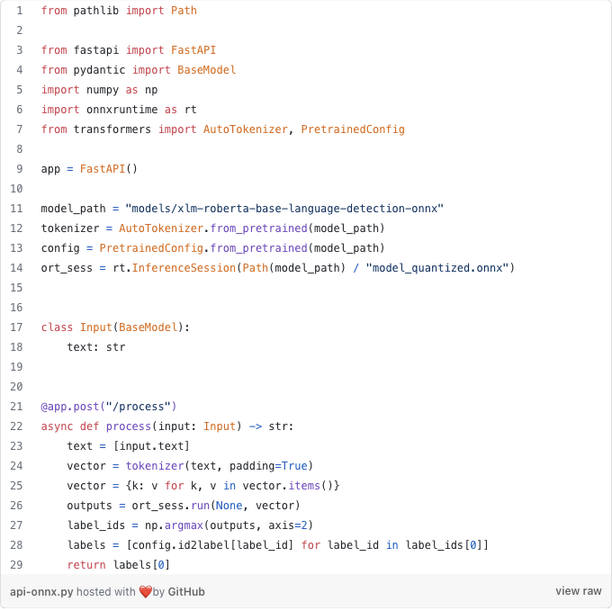 1 from pathlib import Path
2
3 from fastapi import FastAPI
4 from pydantic import BaseModel
5 import numpy as np
6 import onnxruntime as rt
7 from transformers import AutoTokenizer, PretrainedConfig
8
9 app = FastAPI()
10
11 model_path = "models/xlm-roberta-base-language-detection-onnx"
12 tokenizer = AutoTokenizer.from_pretrained(model_path)
13 config = PretrainedConfig.from_pretrained(model_path)
14 ort_sess = rt.InferenceSession(Path(model_path) / "model_quantized.onnx")
15
16
17 class Input(BaseModel):
18     text: str
19
20
21 @app.post("/process")
22 async def process(input: Input) -> str:
23     text = [input.text]
24     vector = tokenizer(text, padding=True)
25     vector = {k: v for k, v in vector.items()}
26     outputs = ort_sess.run(None, vector)
27     label_ids = np.argmax(outputs, axis=2)
28     labels = [config.id2label[label_id] for label_id in label_ids[0]]
29     return labels[0]
api-onnx.py hosted with ❤️by GitHub view raw